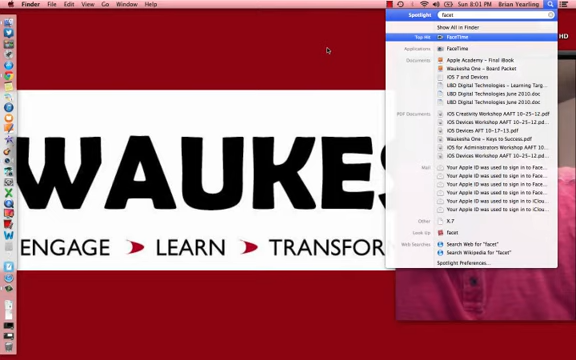 Finder File Edit View Go Window Help
Sun 8:01 PM Brian Yearling
Spotlight facet
Show All in Finder
Top Hit FaceTime
Applications FaceTime
Documents Apple Academy - Final iBook
Waukesha One - Board Packet
iOS 7 and Devices
LBD Digital Technologies - Learning Targ...
LBD Digital Technologies June 2010.doc
LBD Digital Technologies June 2010.doc
PDF Documents iOS Creativity Workshop AAFT 10-25-12.pdf
iOS Devices Workshop AAFT 10-25-12 pd...
iOS Devices AFT 10-17-13.pdf
Waukesha One - Keys to Success.pdf
iOS for Administrators Workshop AAFT 10...
iOS Devices Workshop AAFT 10-25-12 pd...
Mail Your Apple ID was used to sign in to Face...
Your Apple ID was used to sign in to Face...
Your Apple ID was used to sign in to Face...
Your Apple ID was used to sign in to Face...
Your Apple ID was used to sign in to iClou...
Your Apple ID was used to sign in to iClou...
Other X.7
Look Up facet
Web Searches Search Web for "facet"
Search Wikipedia for "facet"
Spotlight Preferences...
HD
WAUKES
ENGAGE LEARN TRANSFOR